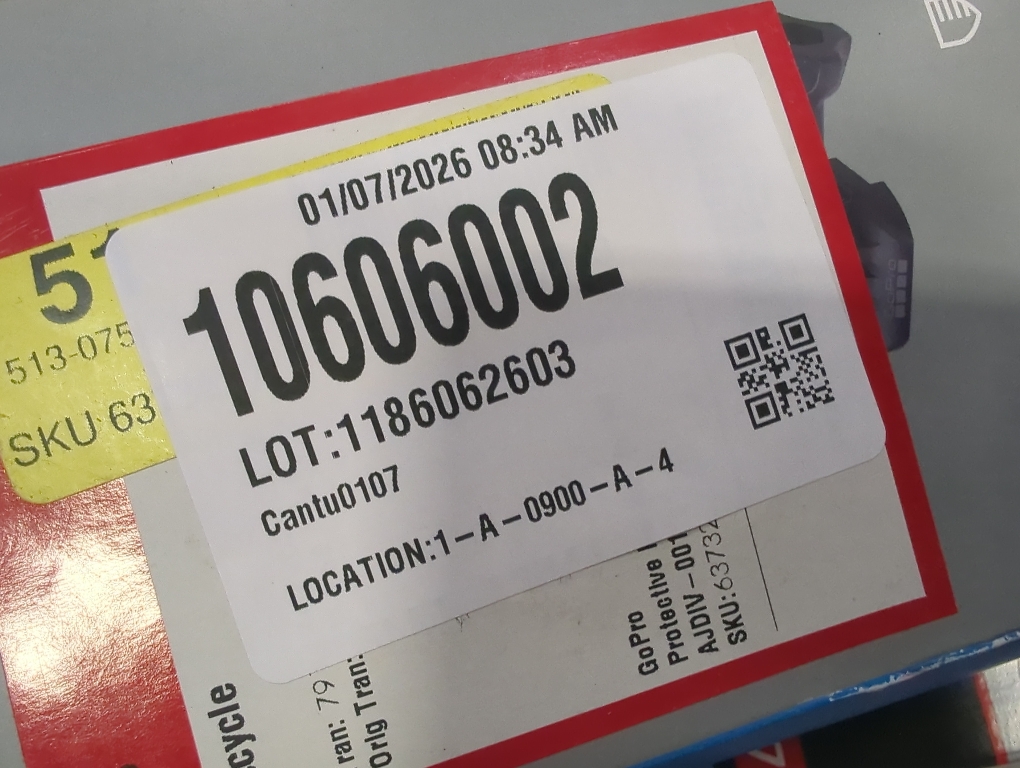 01/07/2026 08:34 AM
10606002
LOT:1186062603
Cantu0107
LOCATION:1-A-0900-A-4
51
513-075
SKU 63
GoPro
Protective
AJDIV-001
SKU:63732
cycle
ran: 79
Orig Tran: